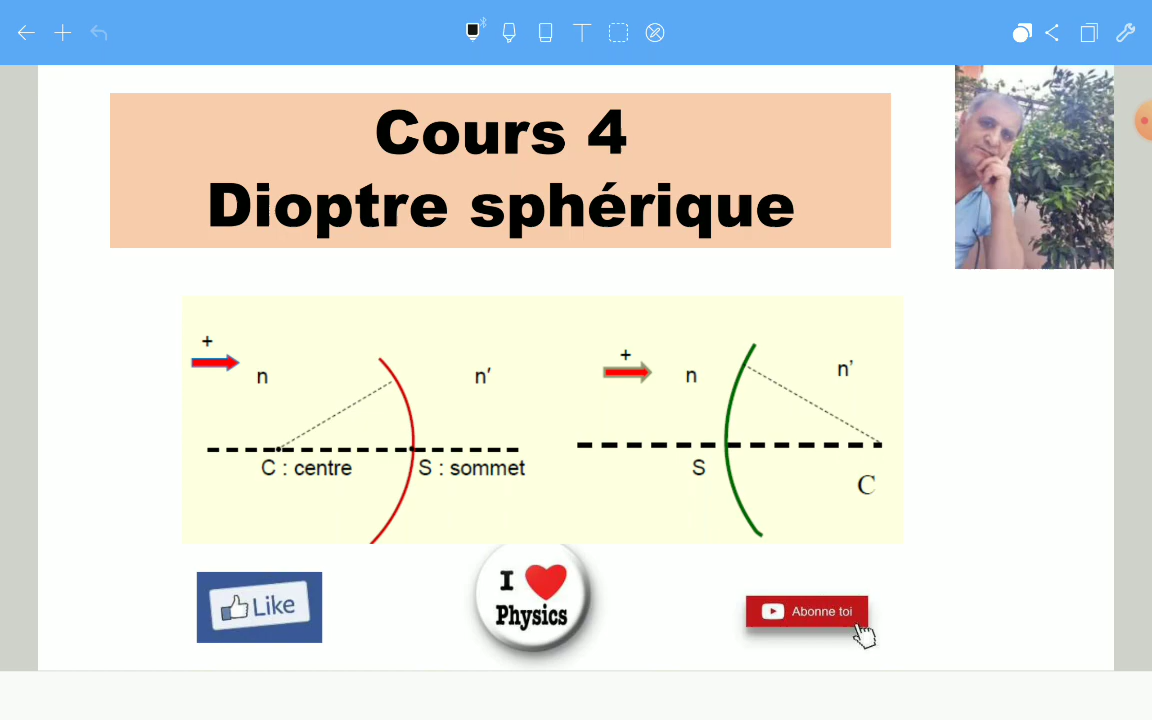 Cours 4
Dioptre sphérique
+
n
n′
C : centre
S : sommet
+
n
n’
S
C
Like
I
Physics
Abonne toi